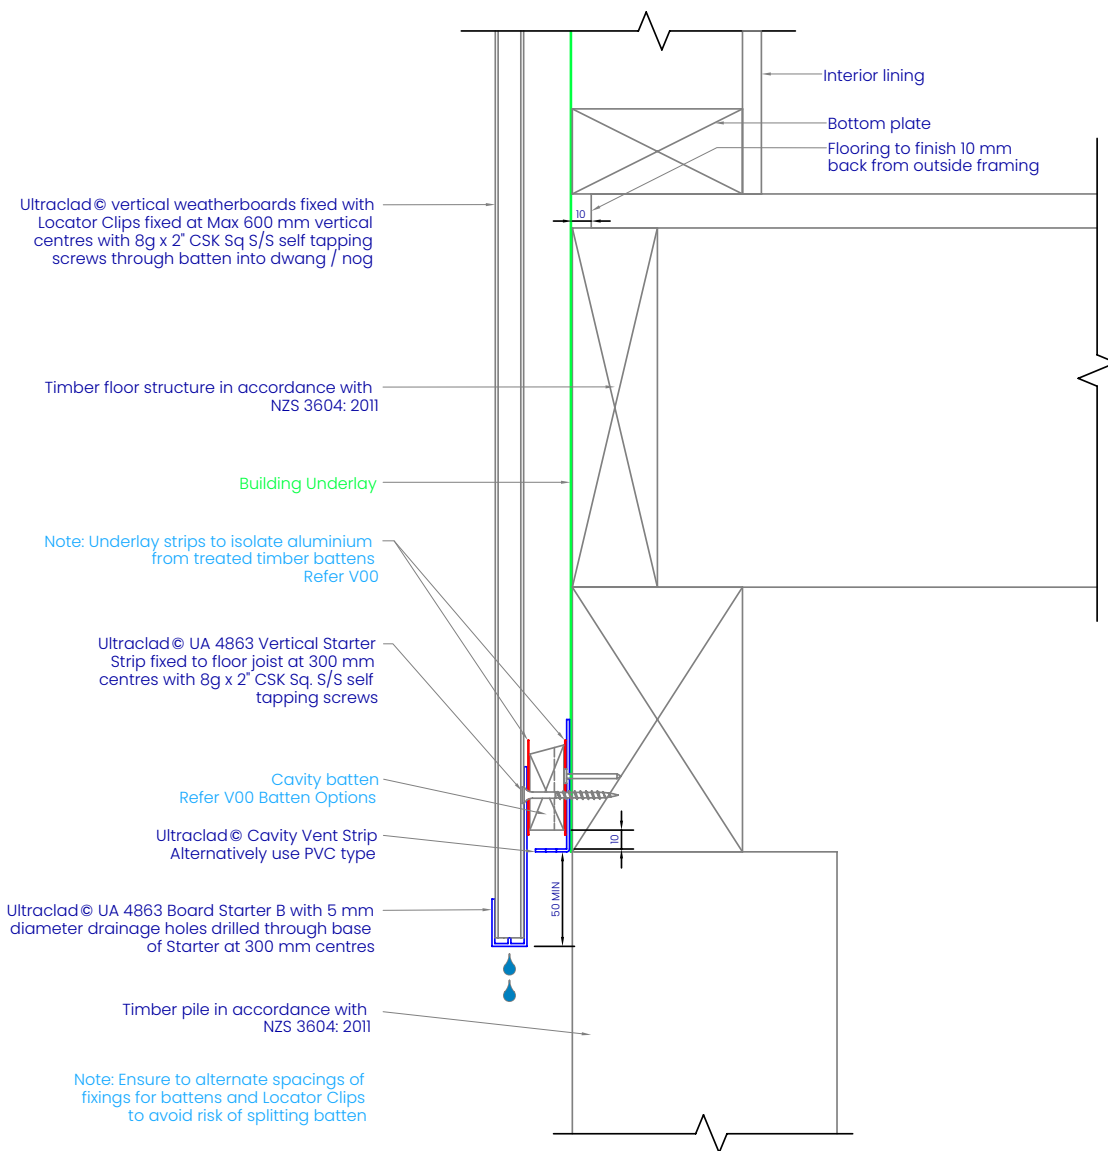 Interior lining
Bottom plate
Flooring to finish 10 mm
back from outside framing
Ultraclad© vertical weatherboards fixed with
Locator Clips fixed at Max 600 mm vertical
centres with 8g x 2" CSK Sq S/S self tapping
screws through batten into dwang / nog
10
Timber floor structure in accordance with
NZS 3604: 2011
Building Underlay
Note: Underlay strips to isolate aluminium
from treated timber battens
Refer V00
Ultraclad© UA 4863 Vertical Starter
Strip fixed to floor joist at 300 mm
centres with 8g x 2" CSK Sq. S/S self
tapping screws
Cavity batten
Refer V00 Batten Options
Ultraclad© Cavity Vent Strip
Alternatively use PVC type
10
50 MIN
Ultraclad© UA 4863 Board Starter B with 5 mm
diameter drainage holes drilled through base
of Starter at 300 mm centres
Timber pile in accordance with
NZS 3604: 2011
Note: Ensure to alternate spacings of
fixings for battens and Locator Clips
to avoid risk of splitting batten